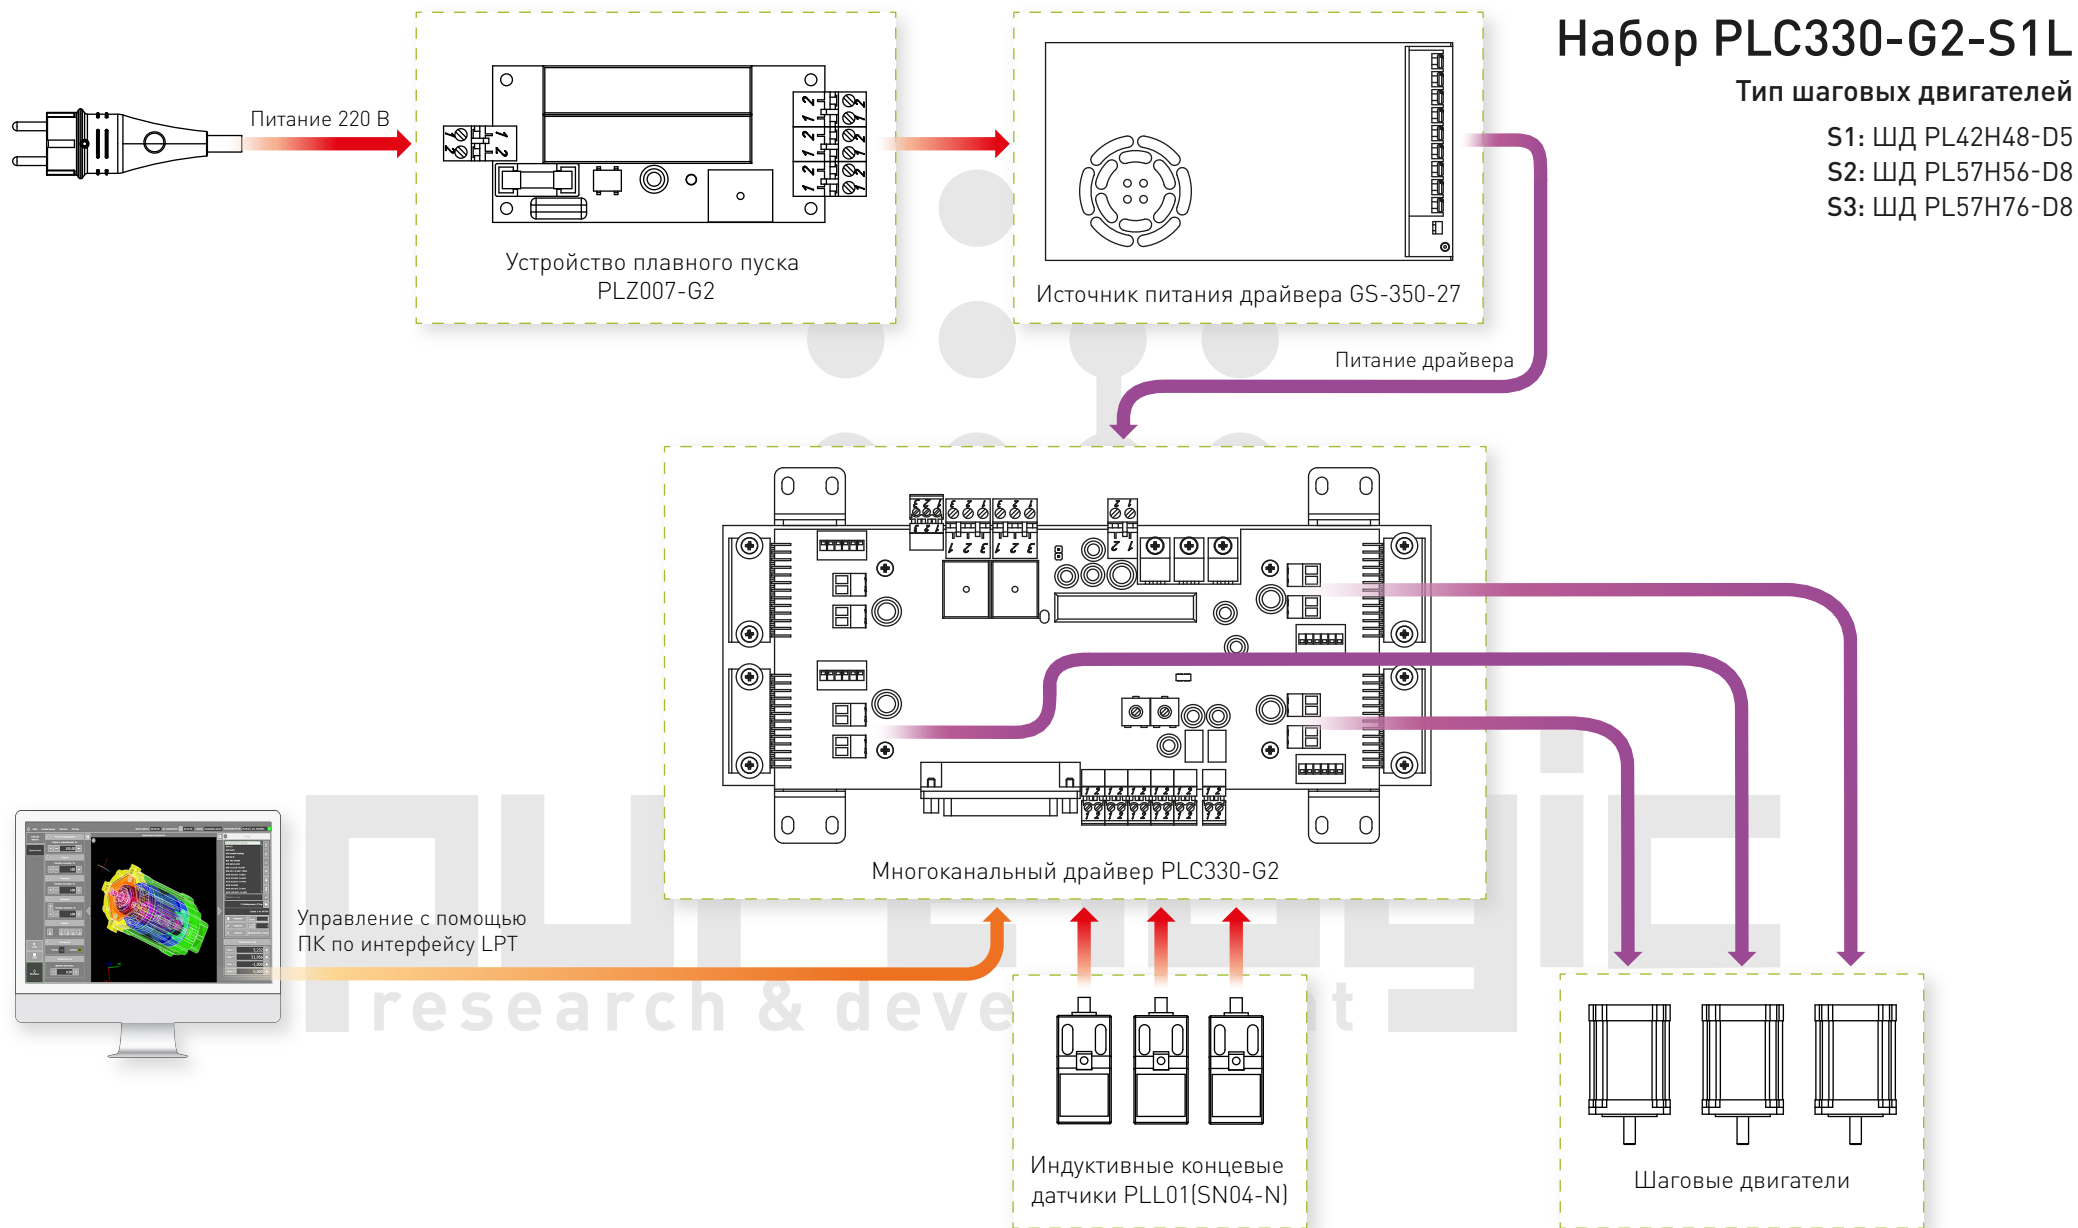 Набор PLC330-G2-S1L
Тип шаговых двигателей
S1: ШД PL42H48-D5
S2: ШД PL57H56-D8
S3: ШД PL57H76-D8
Питание 220 В
Устройство плавного пуска
PLZ007-G2
Источник питания драйвера GS-350-27
Питание драйвера
Многоканальный драйвер PLC330-G2
Управление с помощью
ПК по интерфейсу LPT
research & deve
t
Индуктивные концевые
датчики PLL01(SN04-N)
Шаговые двигатели